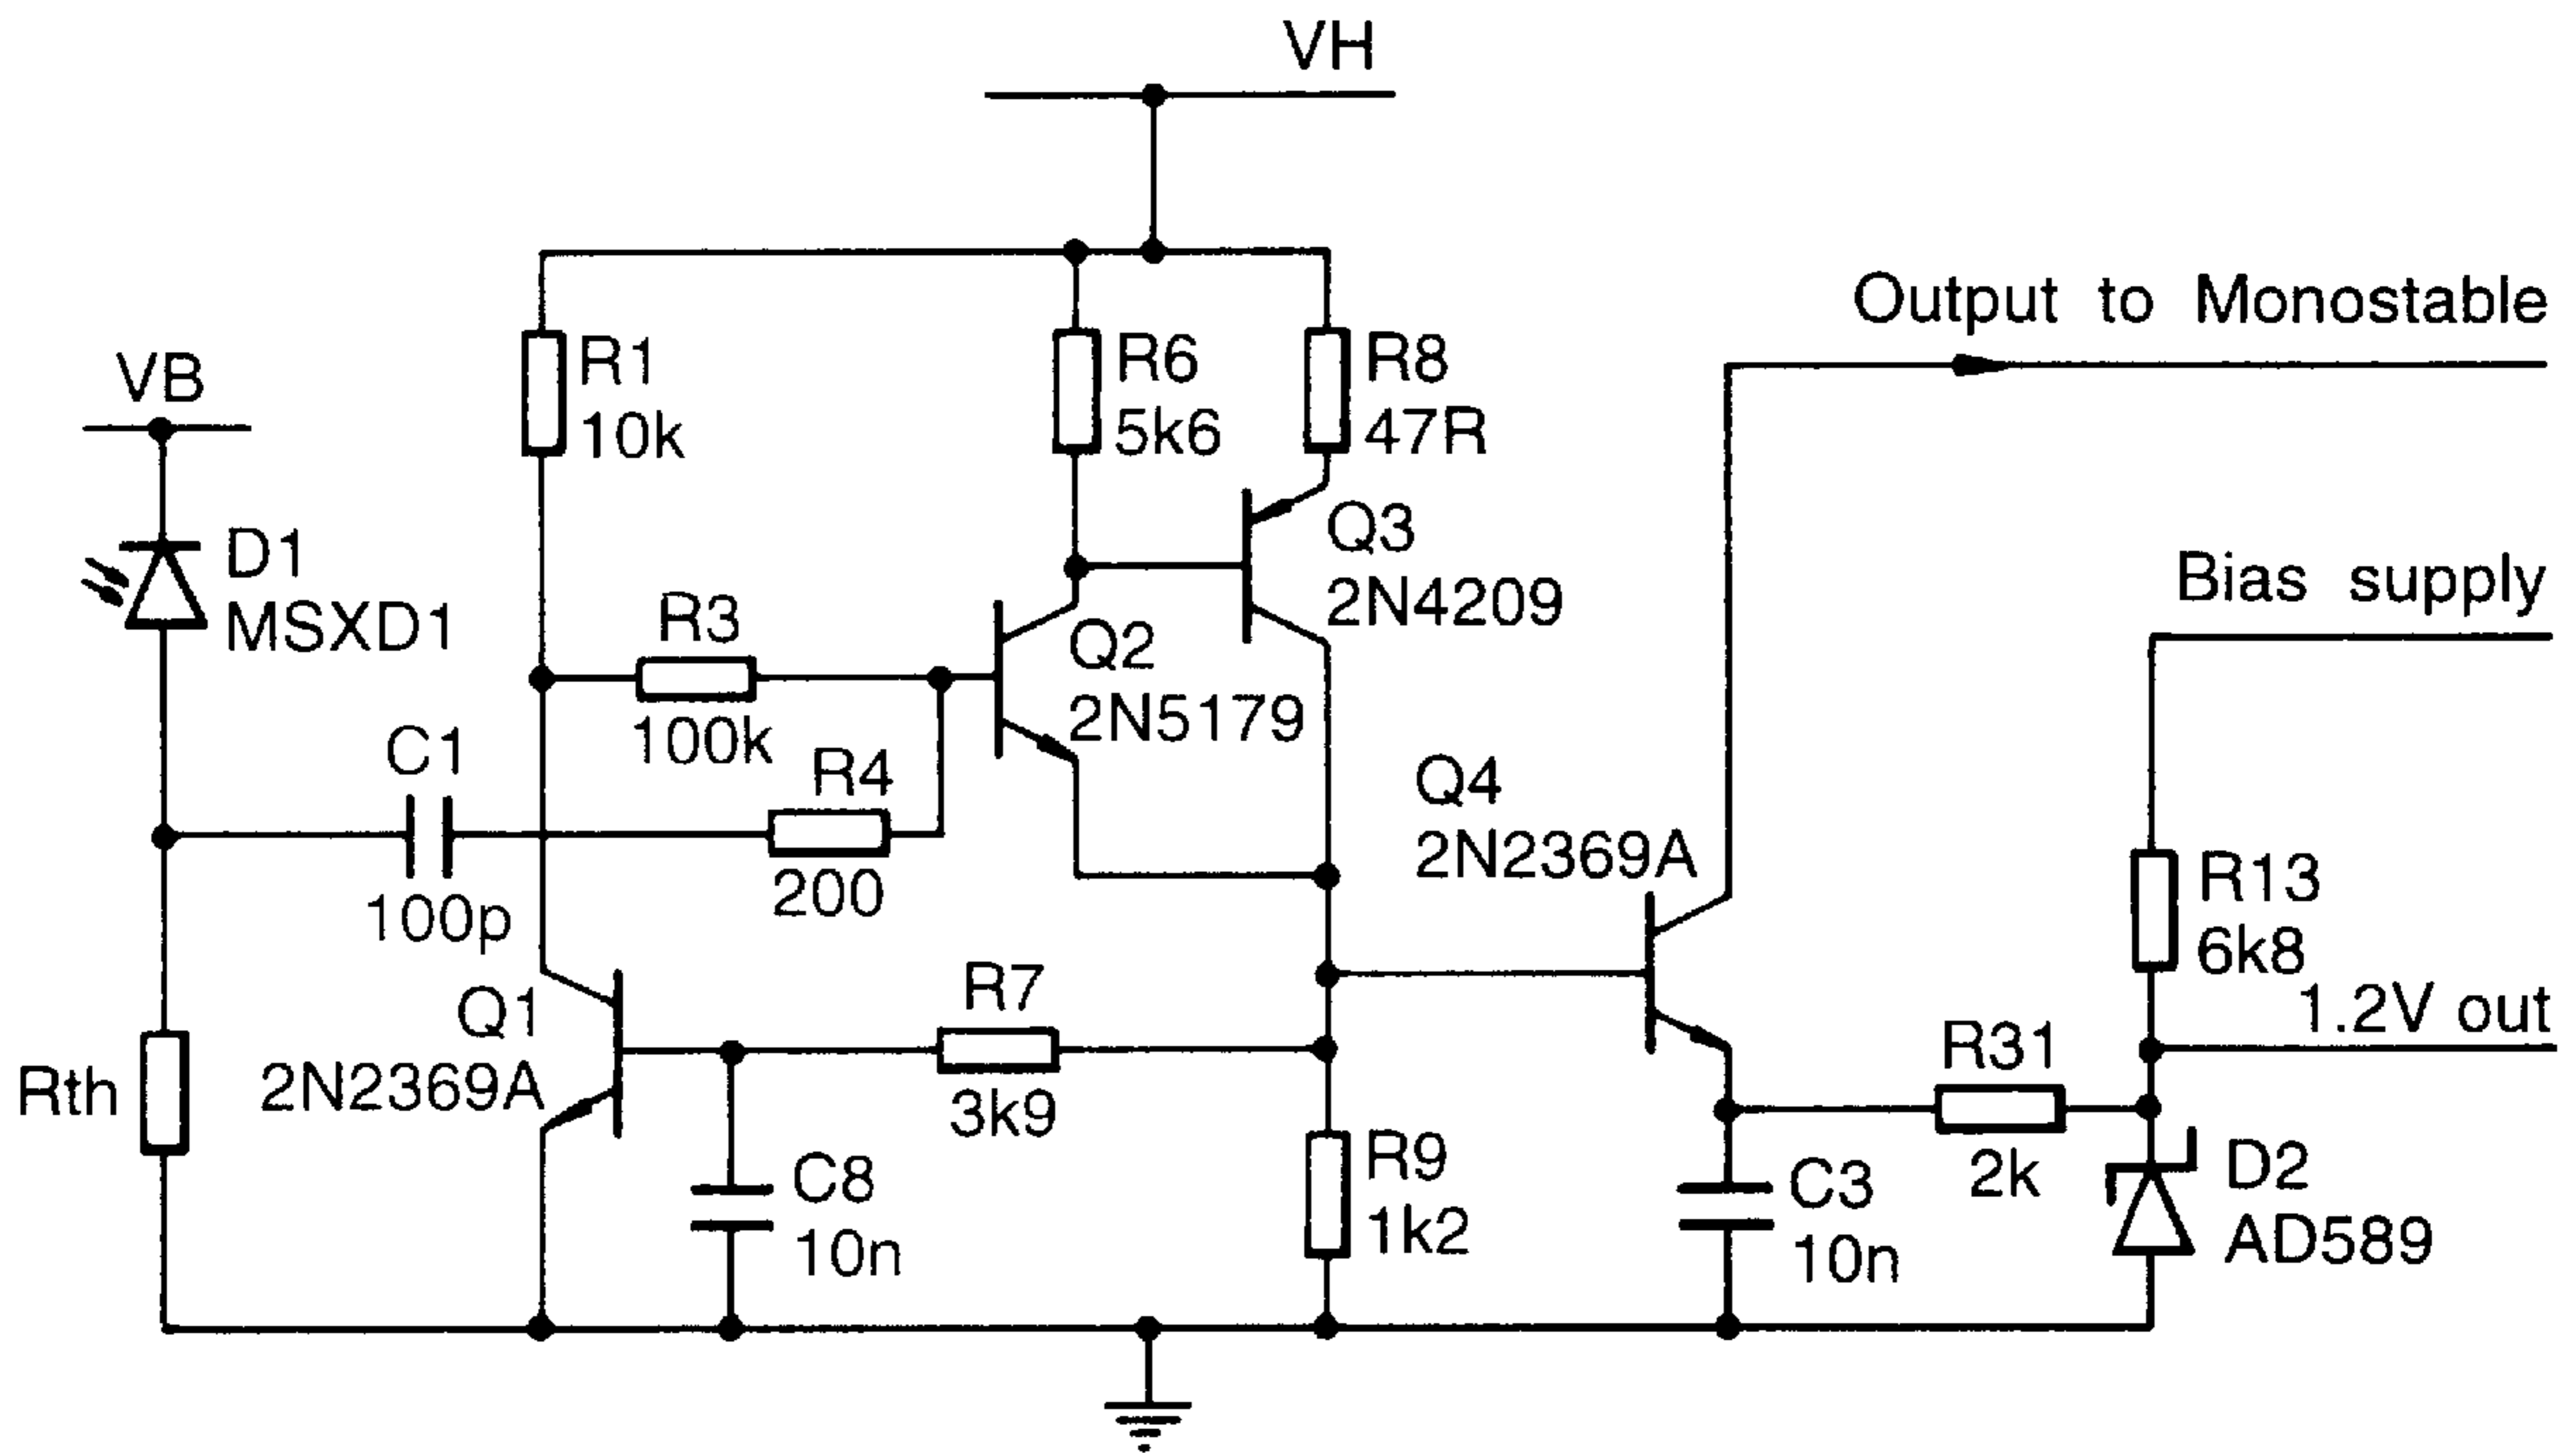 VH
Output to Monostable
R1
10k
R6
5k6
R8
47R
VB
D1
MSXD1
Q3
2N4209
Bias supply
R3
100k
Q2
2N5179
C1
100p
R4
200
Q4
2N2369A
R13
6k8
1.2V out
Q1
2N2369A
R7
3k9
R31
2k
Rth
C8
10n
R9
1k2
C3
10n
D2
AD589